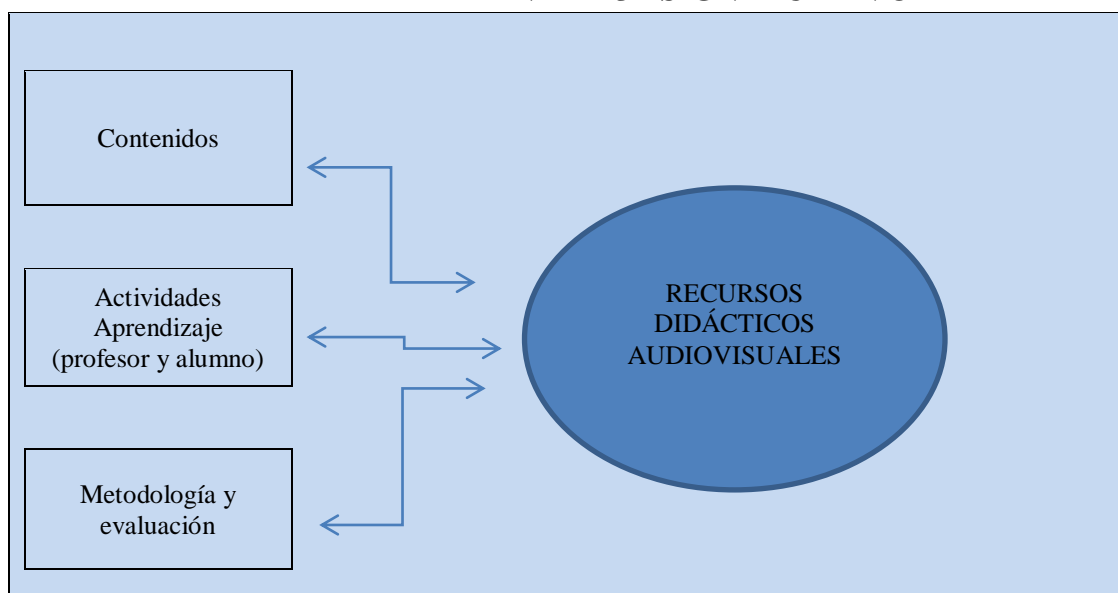 Contenidos
Actividades
Aprendizaje
(profesor y alumno)
Metodología y
evaluación
RECURSOS
DIDÁCTICOS
AUDIOVISUALES